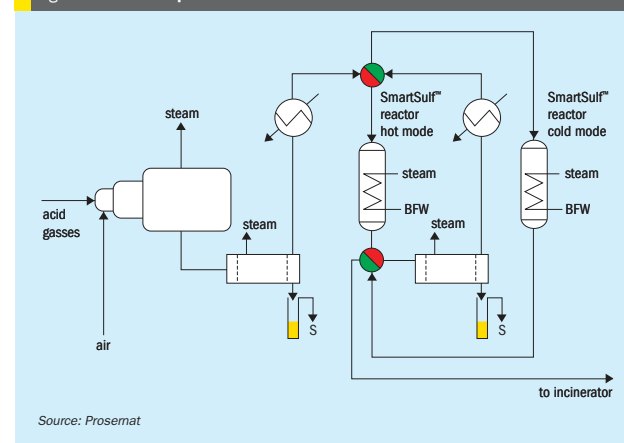 steam
SmartSulf™
reactor
hot mode
SmartSulf™
reactor
cold mode
steam
BFW
steam
BFW
acid
gasses
steam
steam
air
S
S
to incinerator
Source: Prosernat